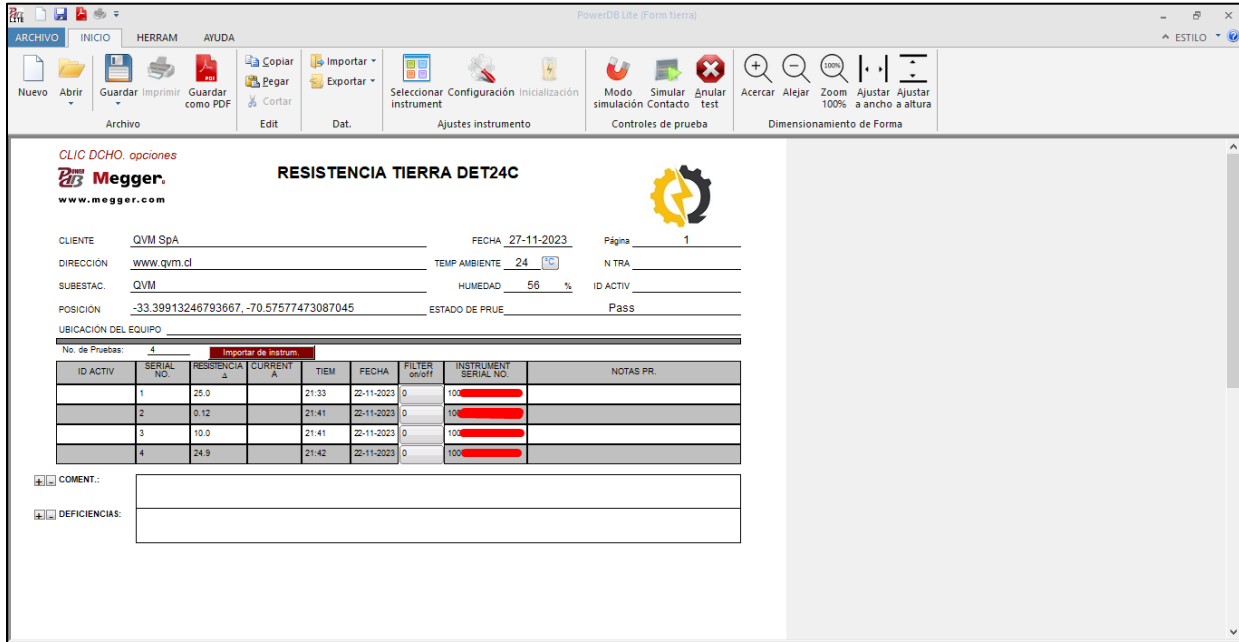 PowerDB Lite (Form tierra)
ARCHIVO INICIO HERRAM AYUDA ESTILO
Nuevo Abrir Guardar Imprimir Guardar como PDF
Copiar
Pegar
Cortar
Importar
Exportar
Seleccionar instrument Configuración Inicialización
Modo simulación Simular Contacto Anular test
Acercar Alejar 100% Zoom 100% Ajustar a ancho Ajustar a altura
Archivo Edit Dat. Ajustes instrumento Controles de prueba Dimensionamiento de Forma
CLIC DCHO. opciones
Megger.
www.megger.com
RESISTENCIA TIERRA DET24C
CLIENTE QVM SpA FECHA 27-11-2023 Página 1
DIRECCIÓN www.qvm.cl TEMP AMBIENTE 24 °C N TRA
SUBESTAC. QVM HUMEDAD 56 % ID ACTIV
POSICIÓN -33.39913246793667, -70.57577473087045 ESTADO DE PRUE Pass
UBICACIÓN DEL EQUIPO
No. de Pruebas: 4 Importar de instrum.
ID ACTIV SERIAL NO. RESISTENCIA CURRENT A TIEM FECHA FILTER on/off INSTRUMENT SERIAL NO. NOTAS PR.
1 25.0 21:33 22-11-2023 0 100
2 0.12 21:41 22-11-2023 0 10
3 10.0 21:41 22-11-2023 0 100
4 24.9 21:42 22-11-2023 0 100
+ - COMENT.:
+ - DEFICIENCIAS: